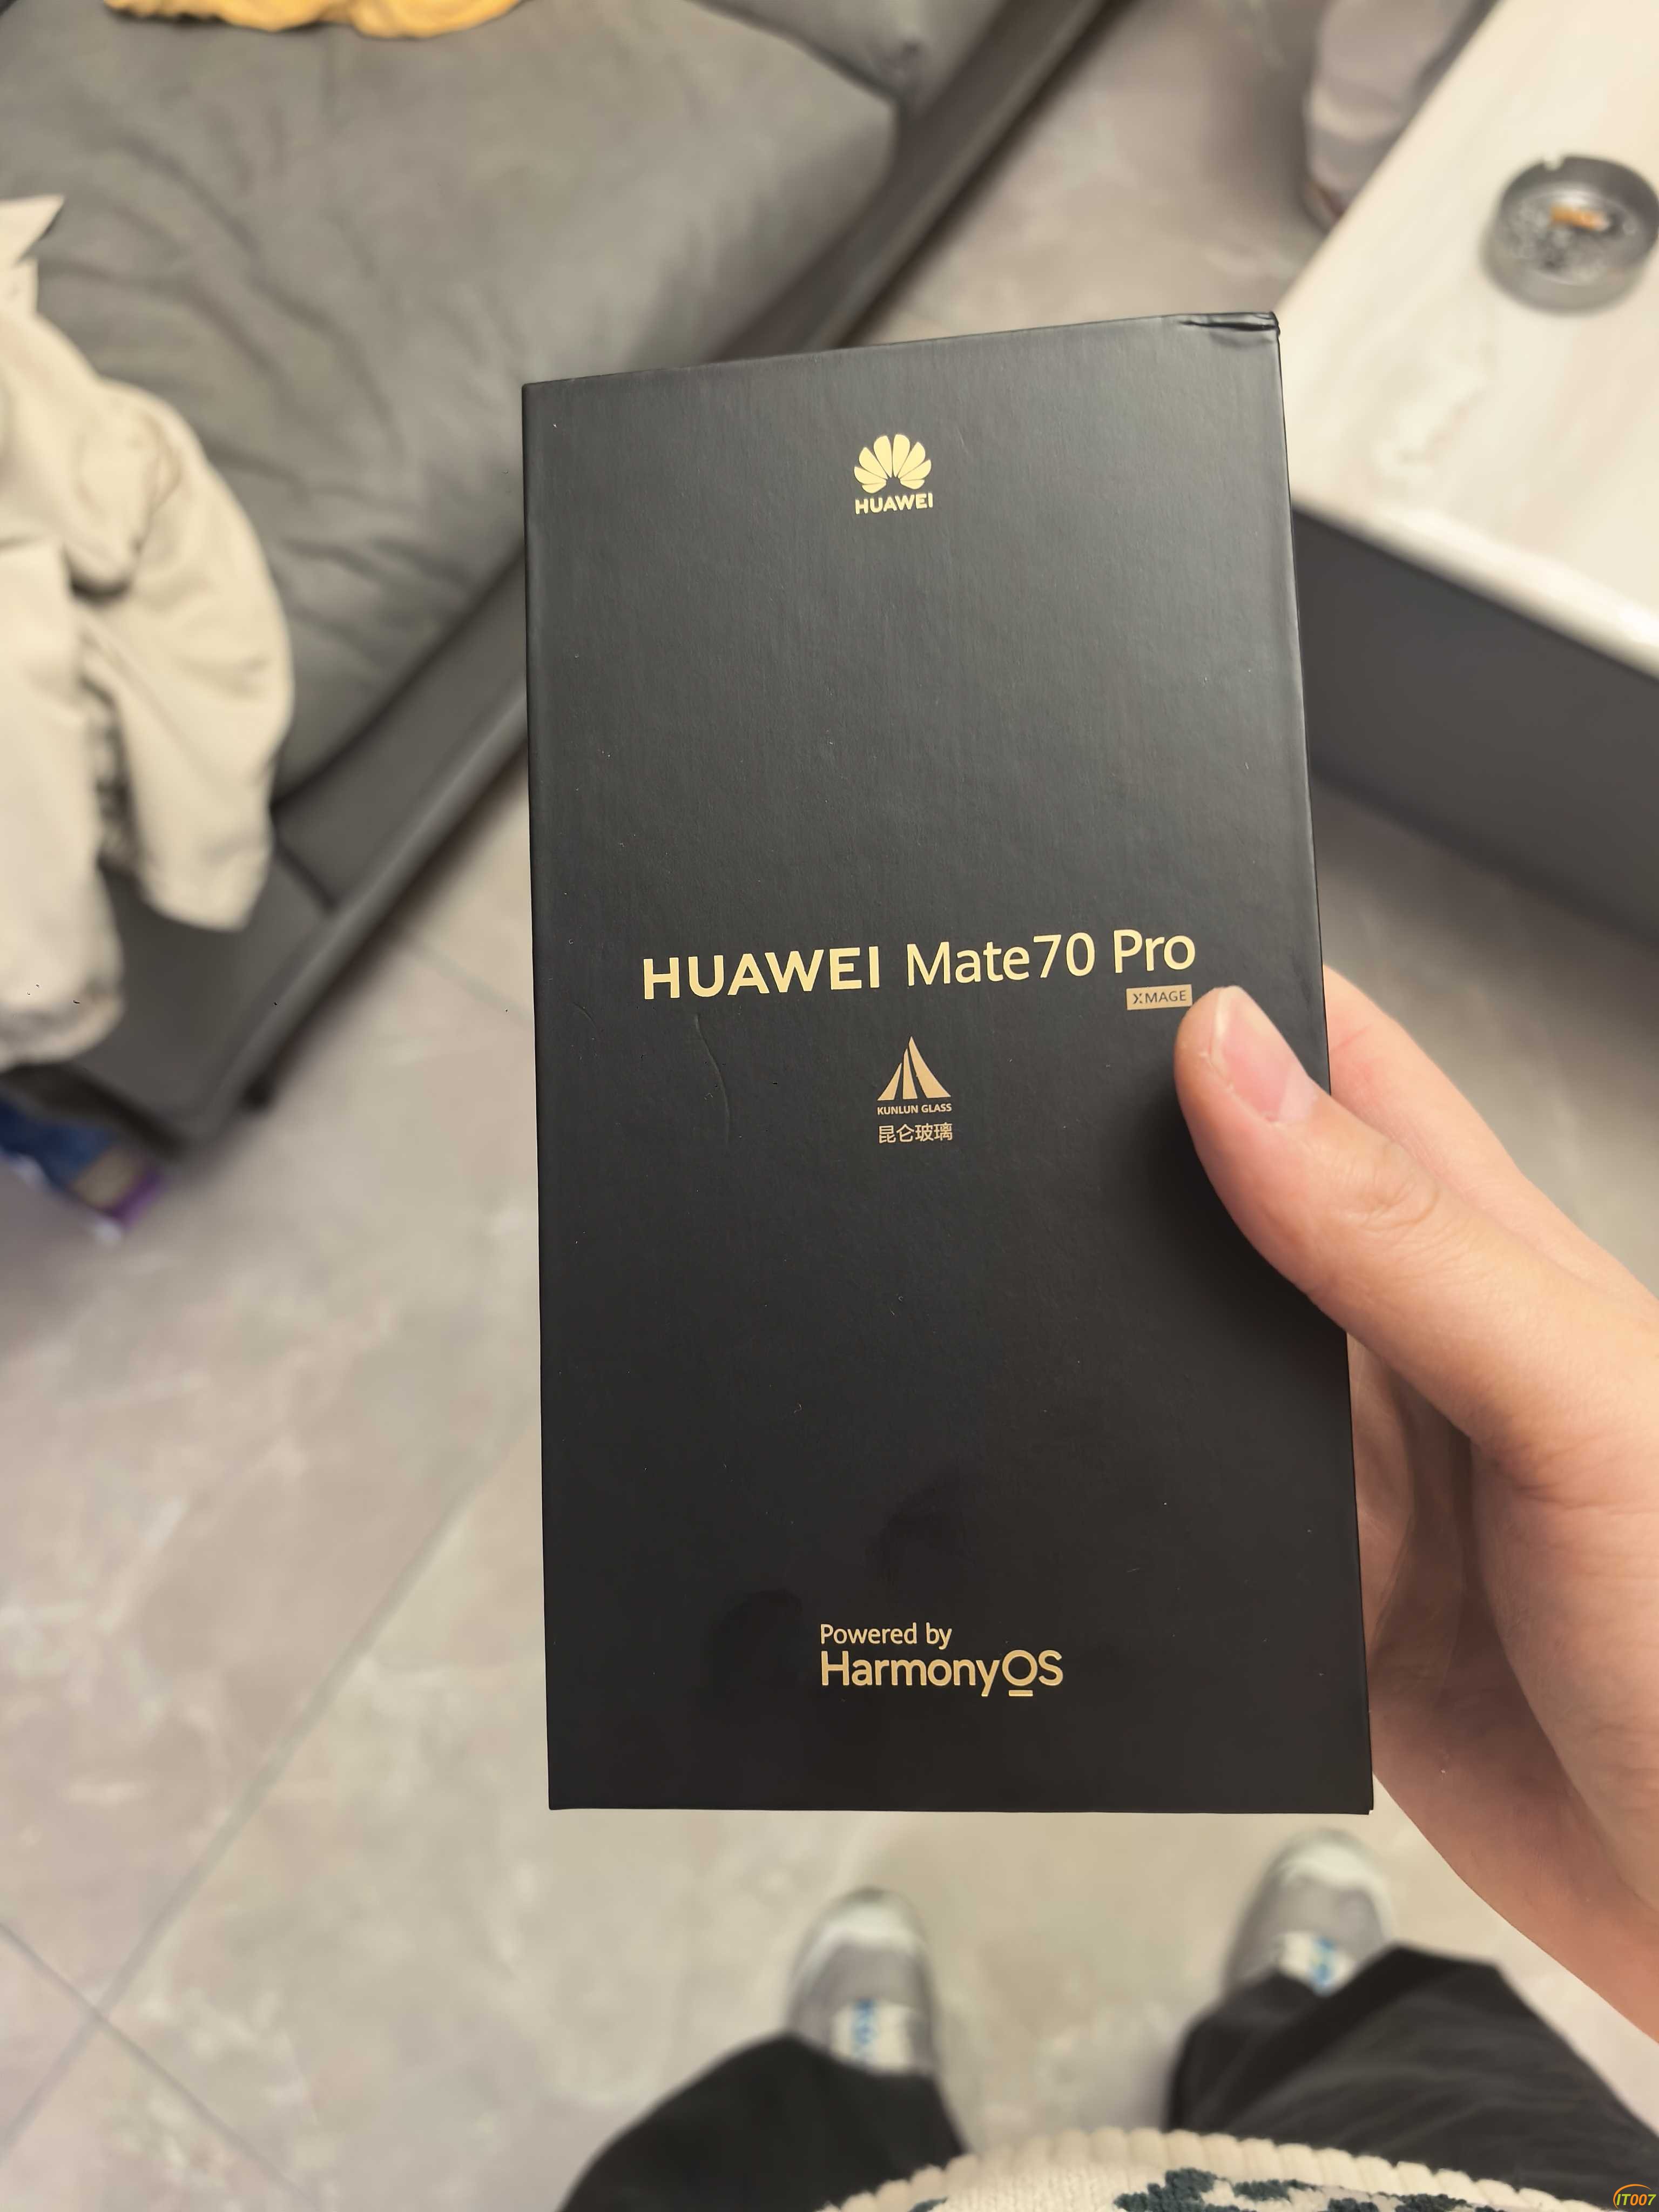 HUAWEI
HUAWEI Mate70 Pro
XMAGE
KUNLUN GLASS
昆仑玻璃
Powered by
HarmonyOS
IT007